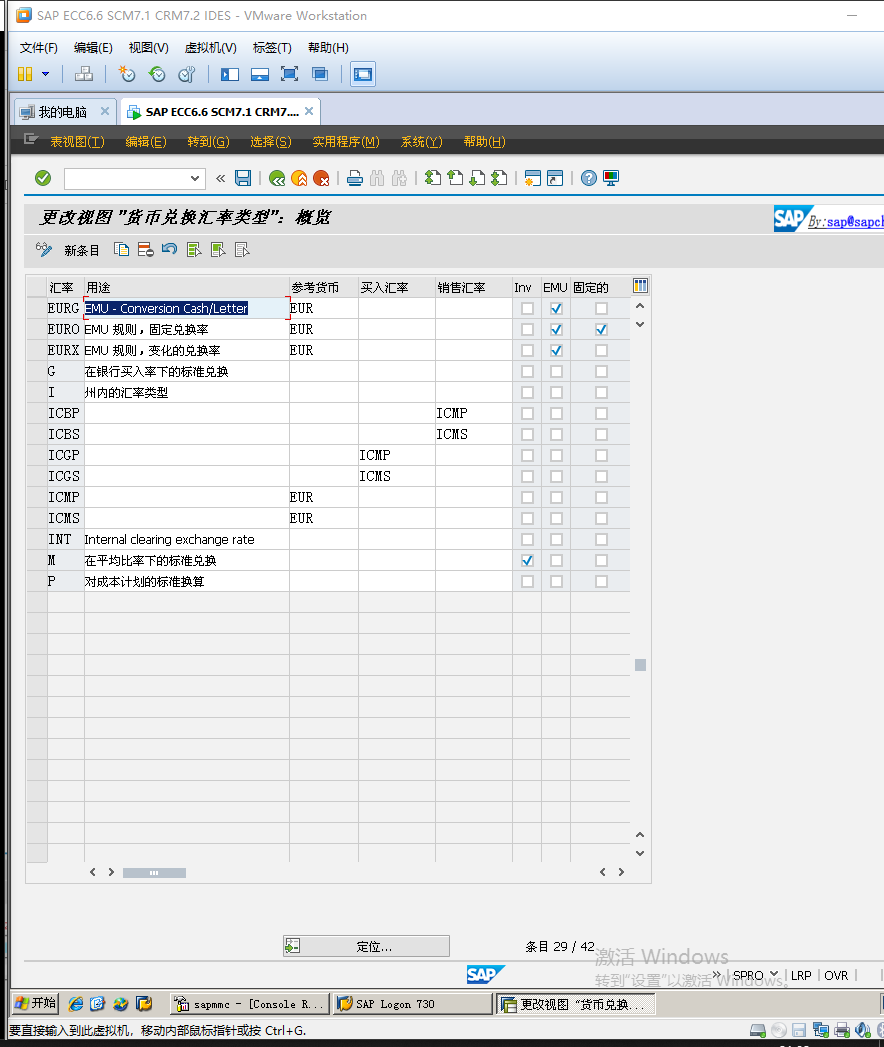 SAP ECC6.6 SCM7.1 CRM7.2 IDES - VMware Workstation
文件(F) 编辑(E) 视图(V) 虚拟机(V) 标签(T) 帮助(H)
我的电脑 × SAP ECC6.6 SCM7.1 CRM7.... ×
表视图(T) 编辑(E) 转到(G) 选择(S) 实用程序(M) 系统(Y) 帮助(H)
更改视图 "货币兑换汇率类型": 概览
SAP By:sap@sapch
新条目
汇率 用途 参考货币 买入汇率 销售汇率 Inv EMU 固定的
EURG EMU - Conversion Cash/Letter EUR
EURO EMU 规则，固定兑换率 EUR
EURX EMU 规则，变化的兑换率 EUR
G 在银行买入率下的标准兑换
I 州内的汇率类型
ICBP ICMP
ICBS ICMS
ICGP ICMP
ICGS ICMS
ICMP EUR
ICMS EUR
INT Internal clearing exchange rate
M 在平均比率下的标准兑换
P 对成本计划的标准换算
定位... 条目 29 / 42
激活 Windows
转到"设置"以激活 Windows。
SAP SPRO LRP OVR
开始 sapmmc - [Console R... SAP Logon 730 更改视图 "货币兑换...
要直接输入到此虚拟机，移动内部鼠标指针或按 Ctrl+G.